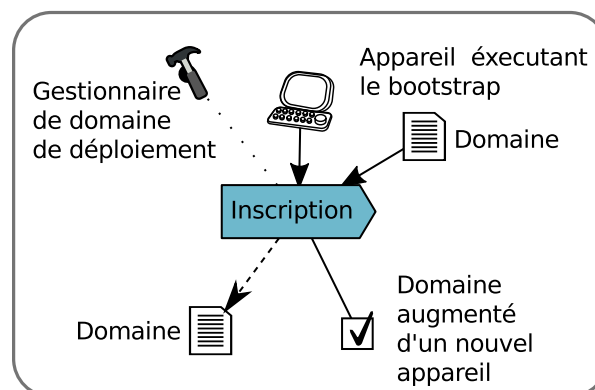 Appareil éxecutant
le bootstrap
Gestionnaire
de domaine
de déploiement
Domaine
Inscription
Domaine
Domaine
augmenté
d'un nouvel
appareil